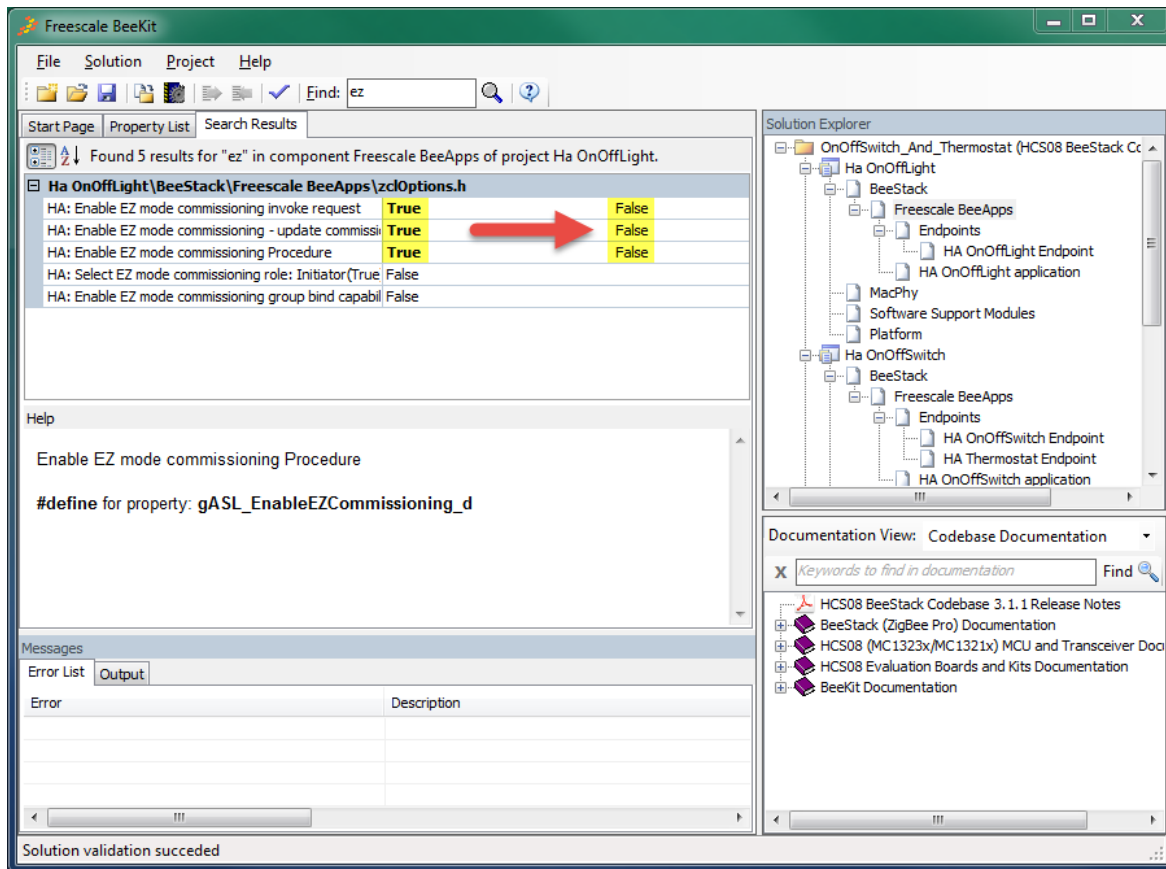 Freescale BeeKit
File Solution Project Help
Find: ez
Start Page Property List Search Results
Found 5 results for "ez" in component Freescale BeeApps of project Ha OnOffLight.
Ha OnOffLight\BeeStack\Freescale BeeApps\zclOptions.h
HA: Enable EZ mode commissioning invoke request True False
HA: Enable EZ mode commissioning - update commissi True False
HA: Enable EZ mode commissioning Procedure True False
HA: Select EZ mode commissioning role: Initiator(True False
HA: Enable EZ mode commissioning group bind capabil False
Help
Enable EZ mode commissioning Procedure
#define for property: gASL_EnableEZCommissioning_d
Messages
Error List Output
Error Description
Solution validation succeded
Solution Explorer
OnOffSwitch_And_Thermostat (HCS08 BeeStack Cc
Ha OnOffLight
BeeStack
Freescale BeeApps
Endpoints
HA OnOffLight Endpoint
HA OnOffLight application
MacPhy
Software Support Modules
Platform
Ha OnOffSwitch
BeeStack
Freescale BeeApps
Endpoints
HA OnOffSwitch Endpoint
HA Thermostat Endpoint
HA OnOffSwitch application
Documentation View: Codebase Documentation
X Keywords to find in documentation Find
HCS08 BeeStack Codebase 3.1.1 Release Notes
BeeStack (ZigBee Pro) Documentation
HCS08 (MC1323x/MC1321x) MCU and Transceiver Docu
HCS08 Evaluation Boards and Kits Documentation
BeeKit Documentation